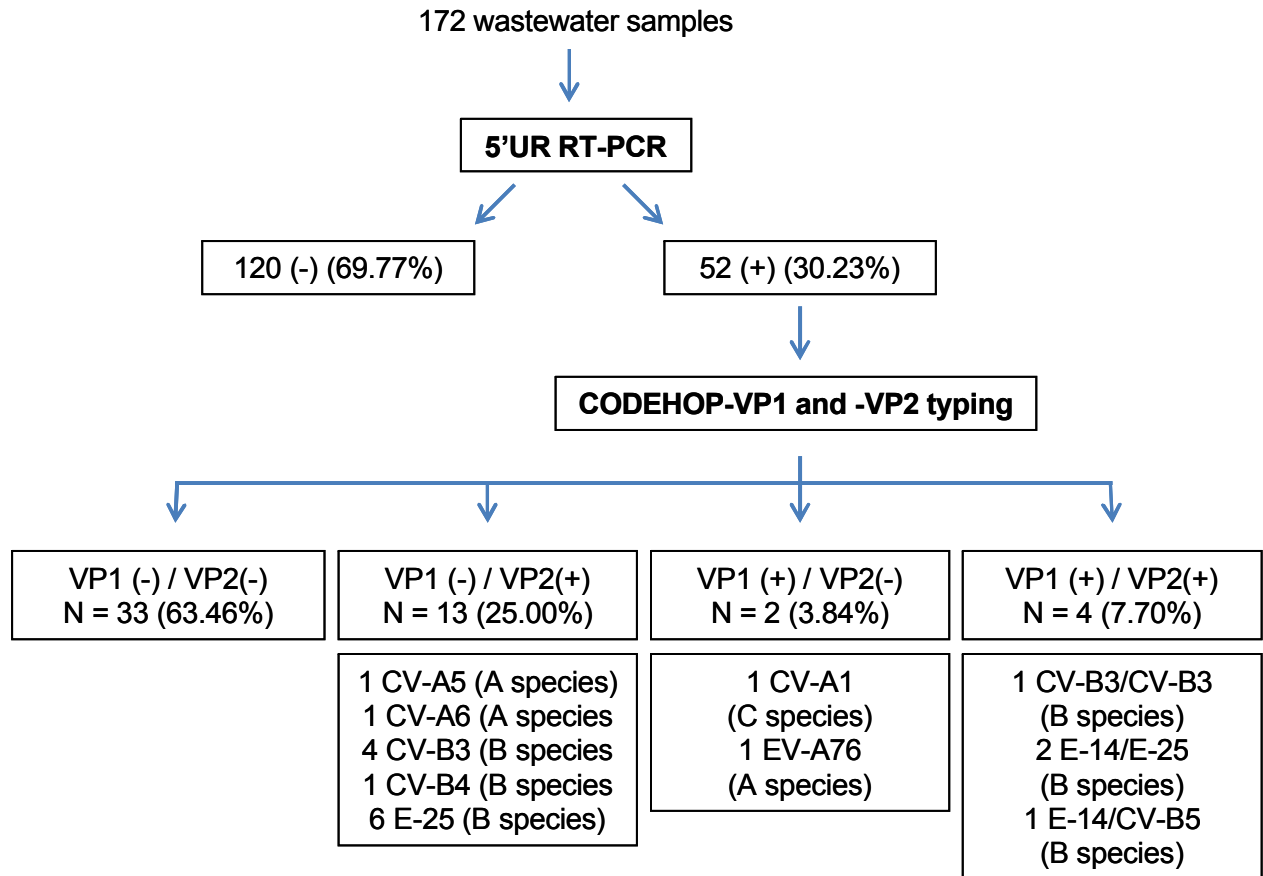 172 wastewater samples
5’UR RT-PCR
120 (-) (69.77%)
52 (+) (30.23%)
CODEHOP-VP1 and -VP2 typing
VP1 (-) / VP2(-)
N = 33 (63.46%)
VP1 (-) / VP2(+)
N = 13 (25.00%)
1 CV-A5 (A species)
1 CV-A6 (A species
4 CV-B3 (B species
1 CV-B4 (B species
6 E-25 (B species)
VP1 (+) / VP2(-)
N = 2 (3.84%)
1 CV-A1
(C species)
1 EV-A76
(A species)
VP1 (+) / VP2(+)
N = 4 (7.70%)
1 CV-B3/CV-B3
(B species)
2 E-14/E-25
(B species)
1 E-14/CV-B5
(B species)